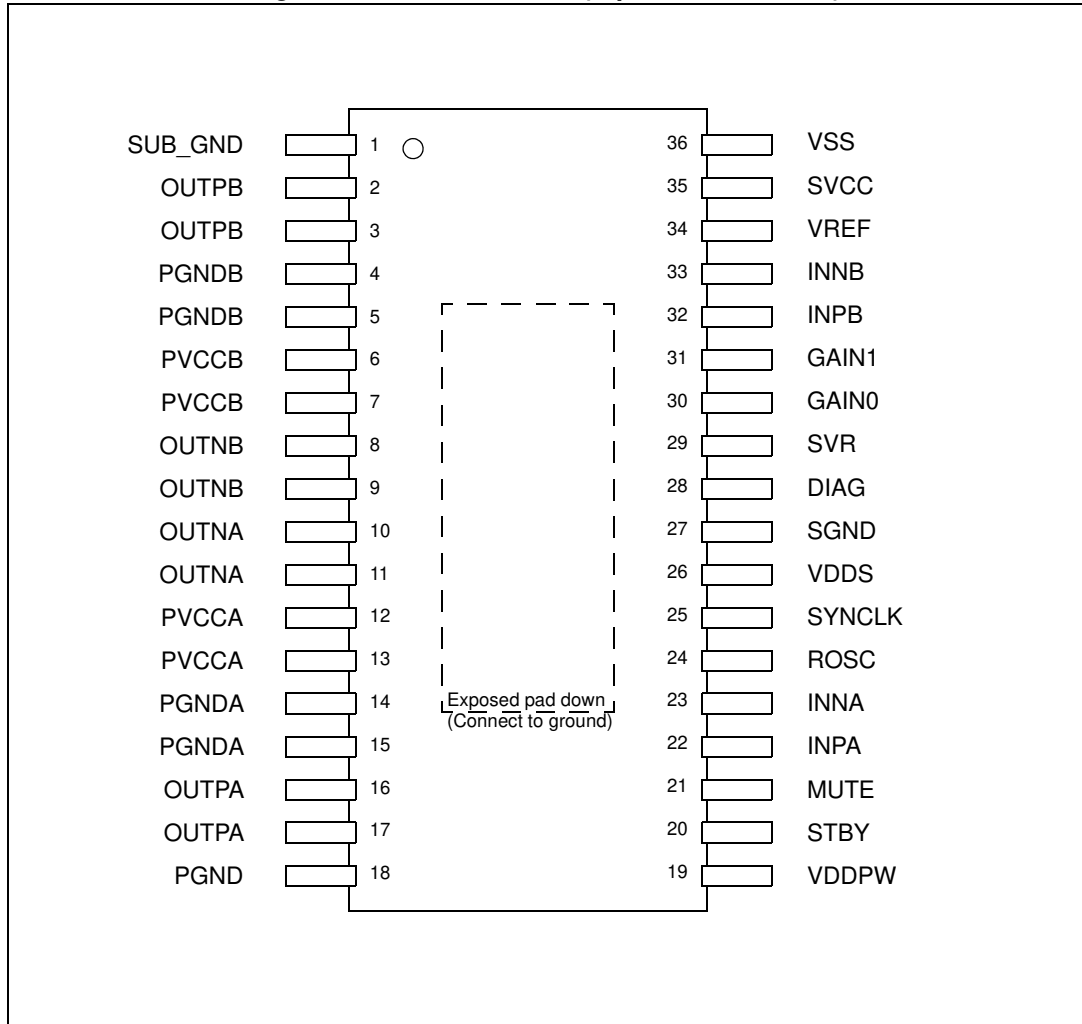 SUB_GND 1 36 VSS
OUTPB 2 35 SVCC
OUTPB 3 34 VREF
PGNDB 4 33 INNB
PGNDB 5 32 INPB
PVCCB 6 31 GAIN1
PVCCB 7 30 GAIN0
OUTNB 8 29 SVR
OUTNB 9 28 DIAG
OUTNA 10 27 SGND
OUTNA 11 26 VDDS
PVCCA 12 25 SYNCLK
PVCCA 13 24 ROSC
PGNDA 14 Exposed pad down 23 INNA
(Connect to ground)
PGNDA 15 22 INPA
OUTPA 16 21 MUTE
OUTPA 17 20 STBY
PGND 18 19 VDDPW